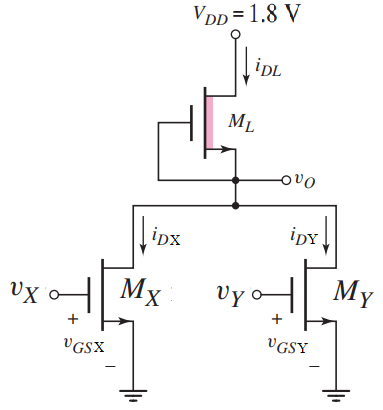 V_DD = 1.8 V
i_DL
M_L
v_O
i_DX
i_DY
v_X
M_X
v_Y
M_Y
+
+
v_GSX
v_GSY
–
–